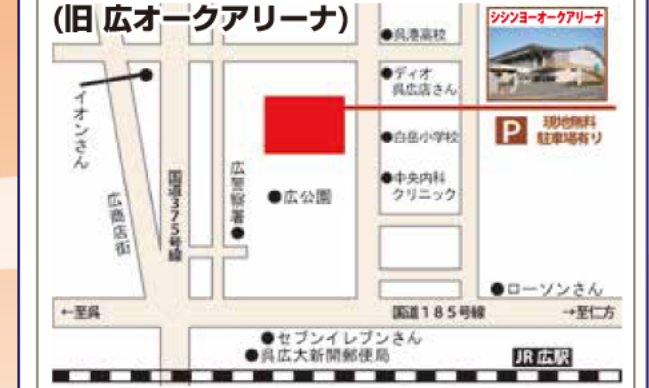 (旧 広オークアリーナ)
シシンヨーオークアリーナ
●呉港高校
●ディオ
呉広店さん
イオンさん
P 現地無料
駐車場有り
●白岳小学校
国道375号線
広警察署●
●中央内科
クリニック
●広公園
広商店街
●ローソンさん
←至呉
国道185号線
→至仁方
●セブンイレブンさん
●呉広大新開郵便局
JR広駅